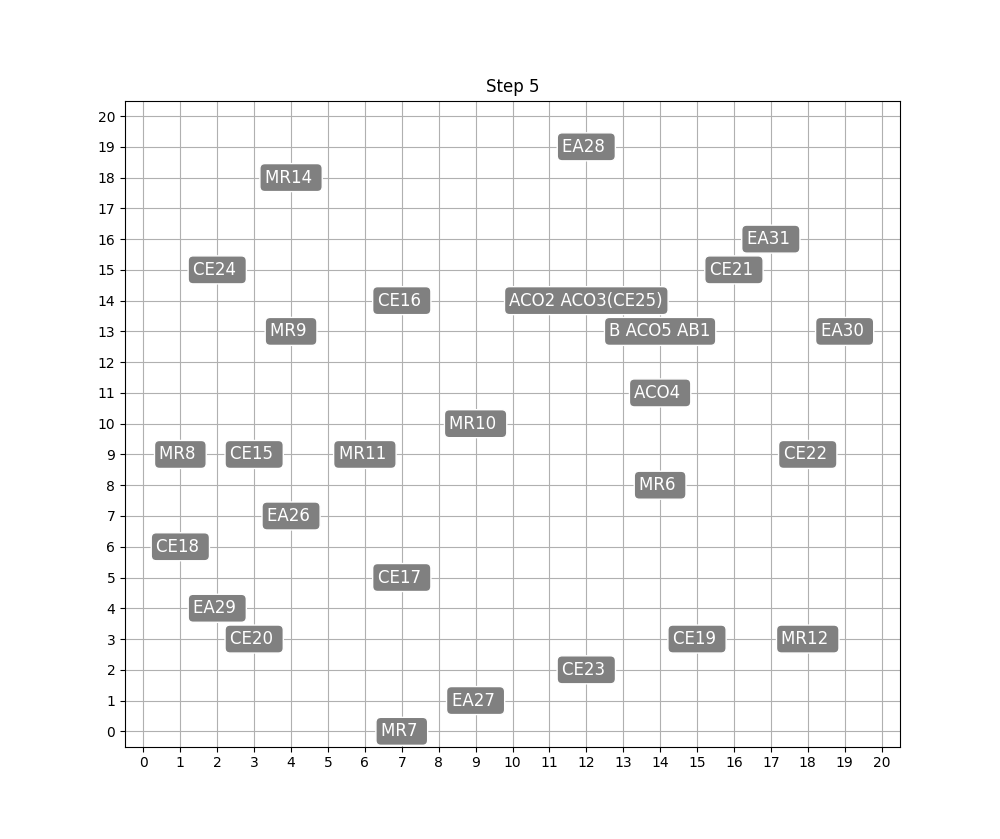 Step 5
20
19
18
17
16
15
14
13
12
11
10
9
8
7
6
5
4
3
2
1
0
EA28
MR14
EA31
CE24
CE21
CE16
ACO2 ACO3(CE25)
MR9
B ACO5 AB1
EA30
ACO4
MR10
MR8
CE15
MR11
CE22
MR6
EA26
CE18
CE17
EA29
CE20
CE19
MR12
CE23
EA27
MR7
0 1 2 3 4 5 6 7 8 9 10 11 12 13 14 15 16 17 18 19 20